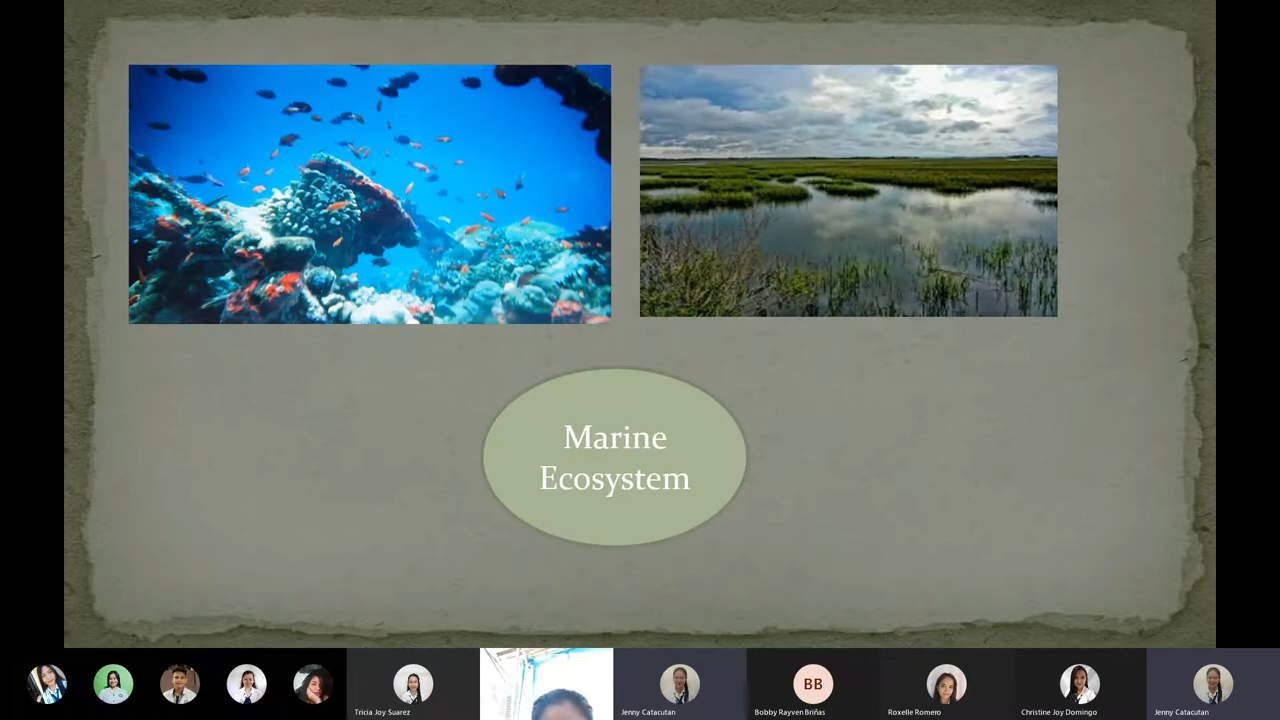 Marine
Ecosystem
Tricia Joy Suarez
Jenny Catacutan
BB
Bobby Rayven Briñas
Roxelle Romero
Christine Joy Domingo
Jenny Catacutan